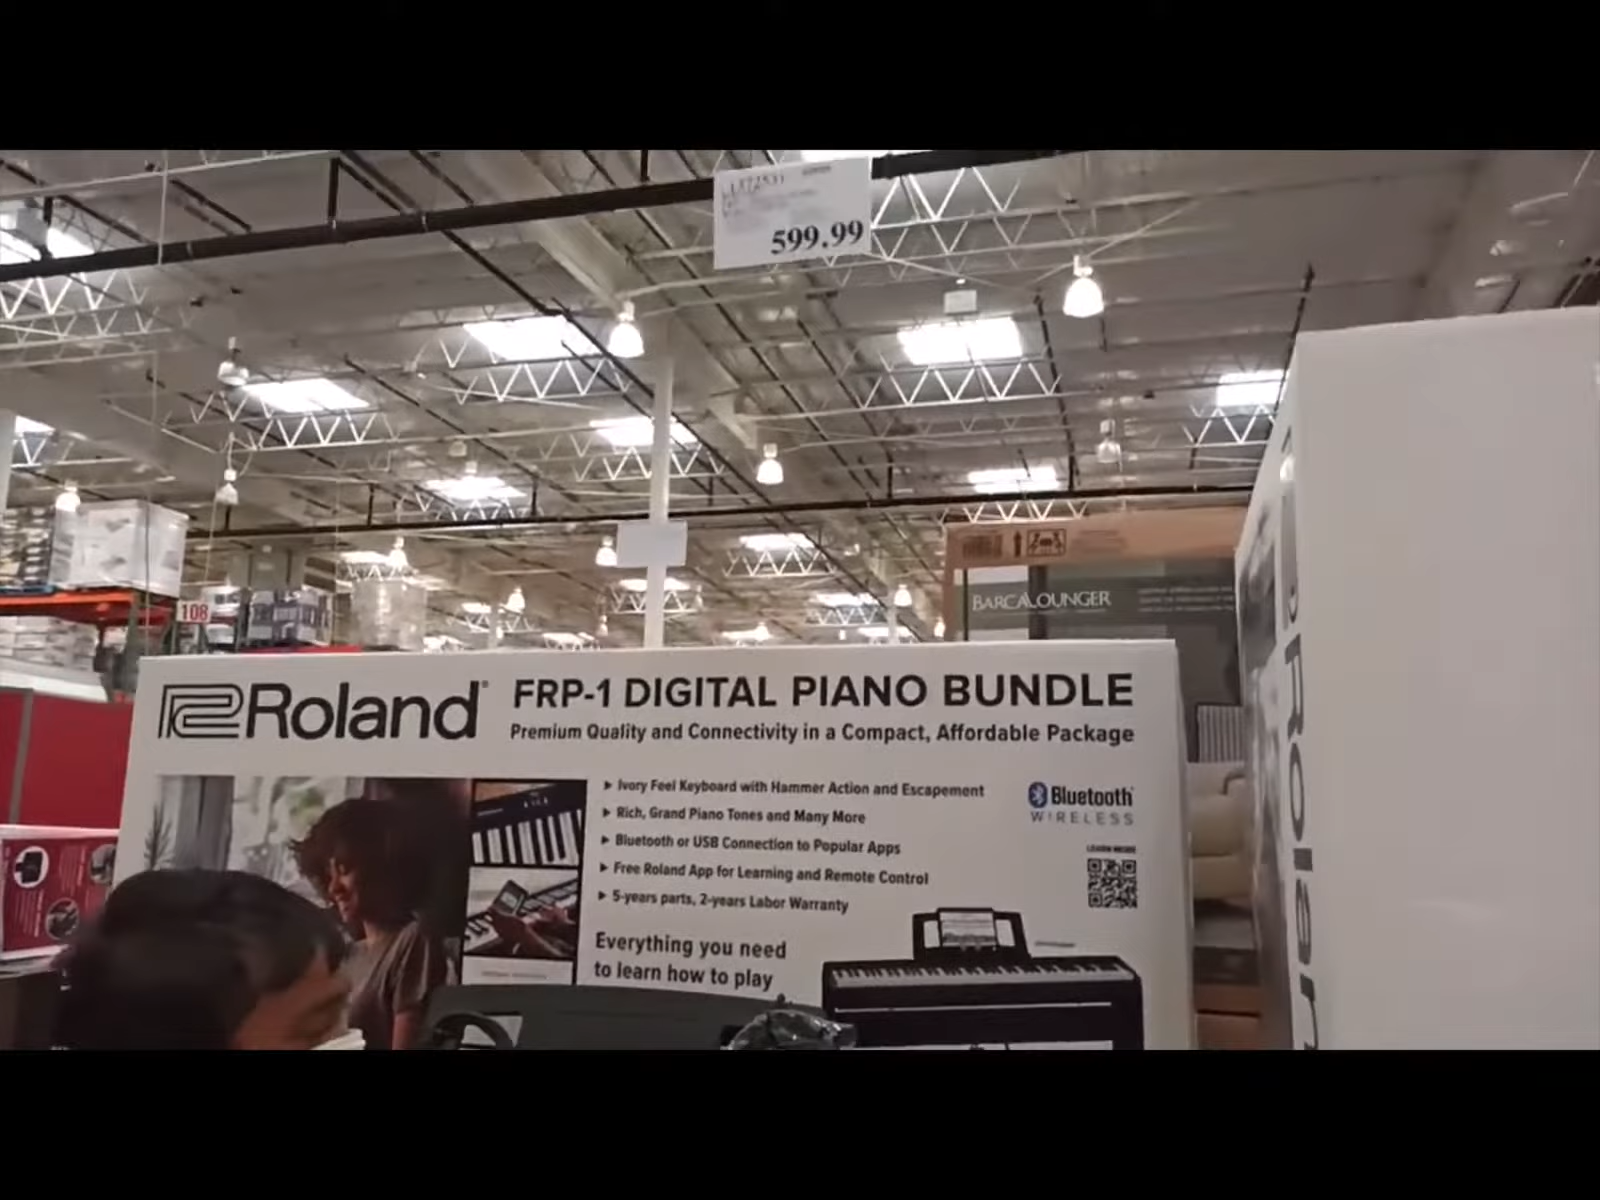 599.99
108
BARCALOUNGER
Roland
FRP-1 DIGITAL PIANO BUNDLE
Premium Quality and Connectivity in a Compact, Affordable Package
▸ Ivory Feel Keyboard with Hammer Action and Escapement
▸ Rich, Grand Piano Tones and Many More
▸ Bluetooth or USB Connection to Popular Apps
▸ Free Roland App for Learning and Remote Control
▸ 5-years parts, 2-years Labor Warranty
Bluetooth
WIRELESS
LEARN MORE
Everything you need
to learn how to play
Roland